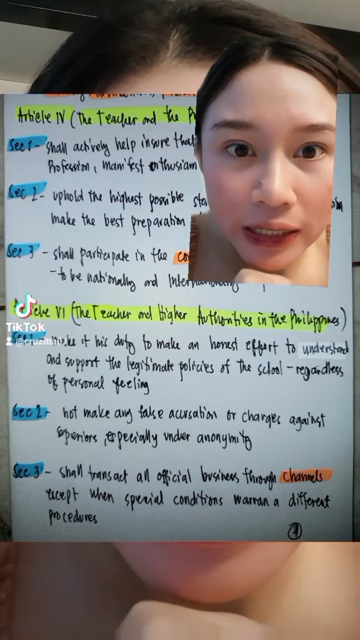 Article IV (The Teacher and the
Sec 1 - shall actively help insure that
Profession, manifest enthusiasm
Sec 2 - uphold the highest possible
make the best preparation
Sec 3 - shall participate in the
- to be nationally and
Article VI (The Teacher and Higher Authorities in the Philippines)
make it his duty to make an honest effort to understand
and support the legitimate policies of the school - regardless
of personal feeling
Sec 2 - not make any false accusation or charges against
superiors, especially under anonymity
Sec 3 - shall transact all official business through channels
except when special conditions warran a different
procedures
1
TikTok